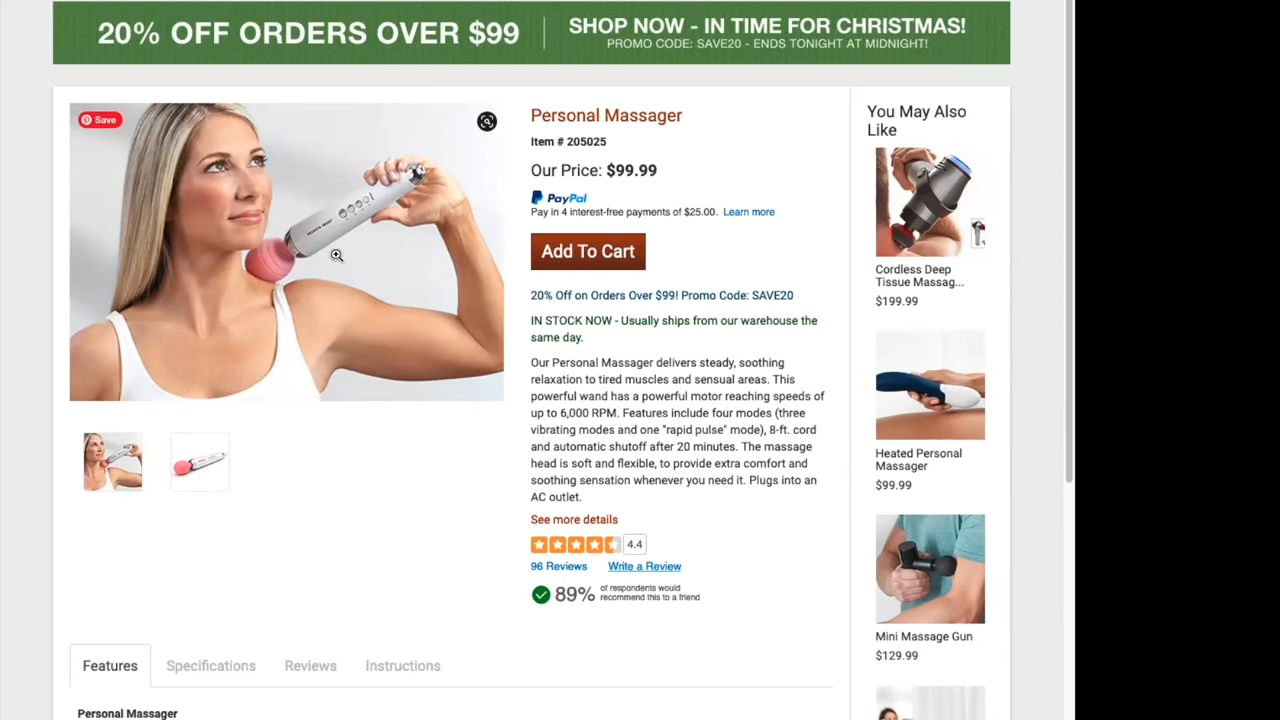 20% OFF ORDERS OVER $99
SHOP NOW - IN TIME FOR CHRISTMAS!
PROMO CODE: SAVE20 - ENDS TONIGHT AT MIDNIGHT!
Save
Personal Massager
Item # 205025
Our Price: $99.99
PayPal
Pay in 4 interest-free payments of $25.00. Learn more
Add To Cart
20% Off on Orders Over $99! Promo Code: SAVE20
IN STOCK NOW - Usually ships from our warehouse the
same day.
Our Personal Massager delivers steady, soothing
relaxation to tired muscles and sensual areas. This
powerful wand has a powerful motor reaching speeds of
up to 6,000 RPM. Features include four modes (three
vibrating modes and one "rapid pulse" mode), 8-ft. cord
and automatic shutoff after 20 minutes. The massage
head is soft and flexible, to provide extra comfort and
soothing sensation whenever you need it. Plugs into an
AC outlet.
See more details
4.4
96 Reviews Write a Review
89% of respondents would
recommend this to a friend
You May Also
Like
Cordless Deep
Tissue Massag...
$199.99
Heated Personal
Massager
$99.99
Mini Massage Gun
$129.99
Features Specifications Reviews Instructions
Personal Massager